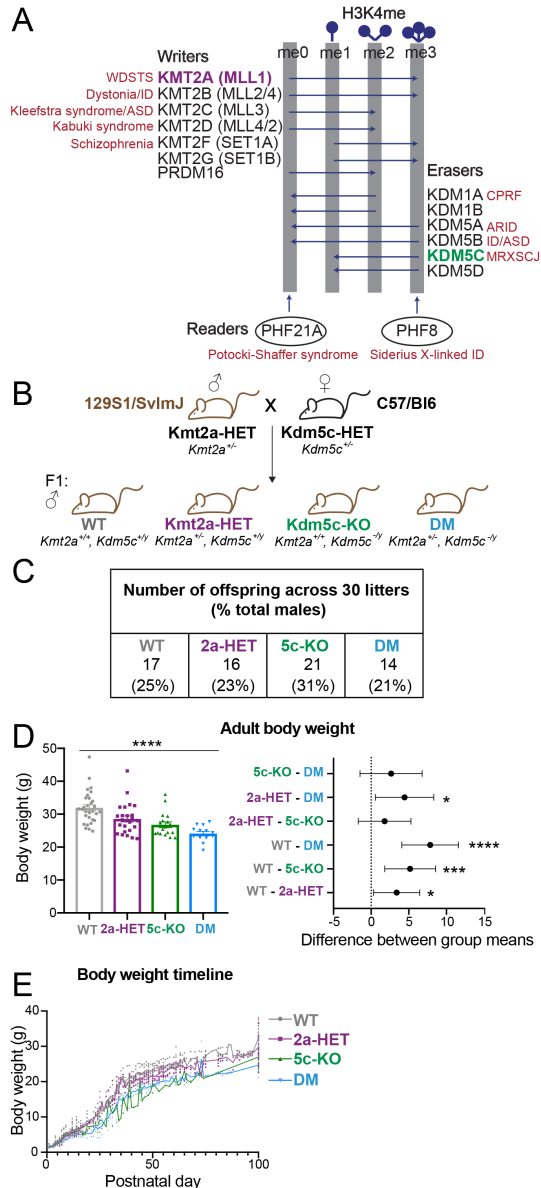 A
H3K4me
me0 me1 me2 me3
Writers
WDSTS KMT2A (MLL1)
Dystonia/ID KMT2B (MLL2/4)
Kleefstra syndrome/ASD KMT2C (MLL3)
Kabuki syndrome KMT2D (MLL4/2)
Schizophrenia KMT2F (SET1A)
KMT2G (SET1B)
PRDM16
Erasers
KDM1A CPRF
KDM1B
KDM5A ARID
KDM5B ID/ASD
KDM5C MRXSCJ
KDM5D
Readers PHF21A PHF8
Potocki-Shaffer syndrome Siderius X-linked ID
B
♂ ♀
129S1/SvImJ X C57/Bl6
Kmt2a-HET Kdm5c-HET
Kmt2a+/- Kdm5c+/-
F1:
♂
WT Kmt2a-HET Kdm5c-KO DM
Kmt2a+/+, Kdm5c+/y Kmt2a+/-, Kdm5c+/y Kmt2a+/+, Kdm5c-/y Kmt2a+/-, Kdm5c-/y
C
Number of offspring across 30 litters
(% total males)
WT 2a-HET 5c-KO DM
17 16 21 14
(25%) (23%) (31%) (21%)
D
Adult body weight
****
Body weight (g)
50
40
30
20
10
0
WT 2a-HET 5c-KO DM
5c-KO - DM
2a-HET - DM *
2a-HET - 5c-KO
WT - DM ****
WT - 5c-KO ***
WT - 2a-HET *
-5 0 5 10 15
Difference between group means
Body weight timeline
E
Body weight (g)
40
30
20
10
0
0 50 100
Postnatal day
WT
2a-HET
5c-KO
DM